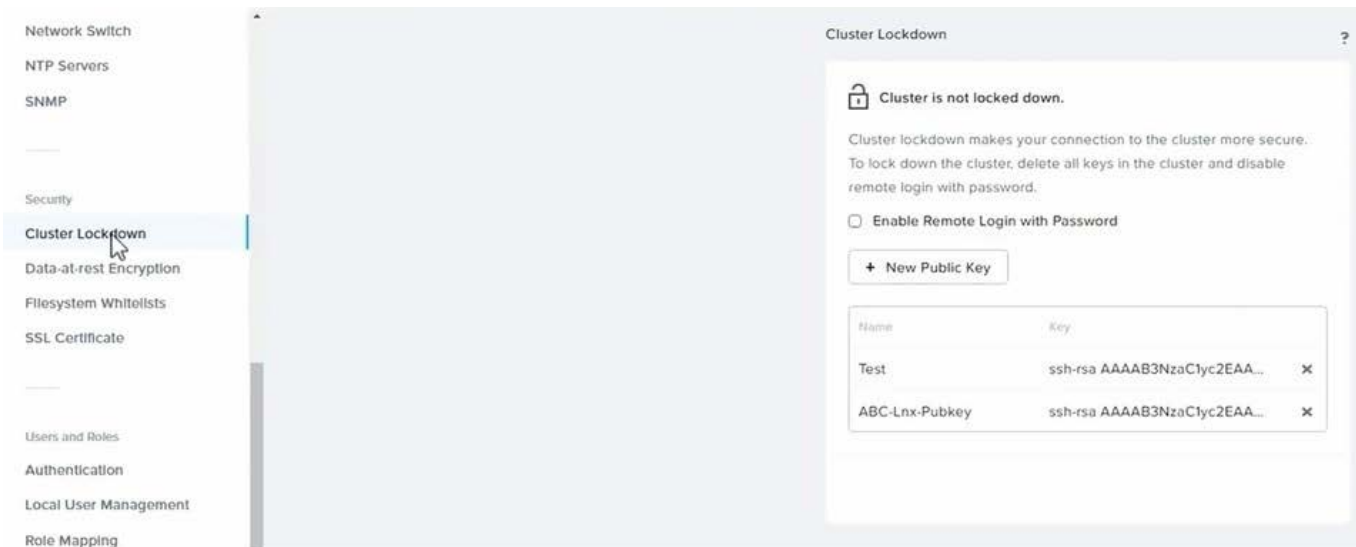 Network Switch
NTP Servers
SNMP
Security
Cluster Lockdown
Data-at-rest Encryption
Filesystem Whitelists
SSL Certificate
Users and Roles
Authentication
Local User Management
Role Mapping
Cluster Lockdown
?
Cluster is not locked down.
Cluster lockdown makes your connection to the cluster more secure.
To lock down the cluster, delete all keys in the cluster and disable
remote login with password.
Enable Remote Login with Password
+ New Public Key
Name Key
Test ssh-rsa AAAAB3NzaC1yc2EAA... ×
ABC-Lnx-Pubkey ssh-rsa AAAAB3NzaC1yc2EAA... ×